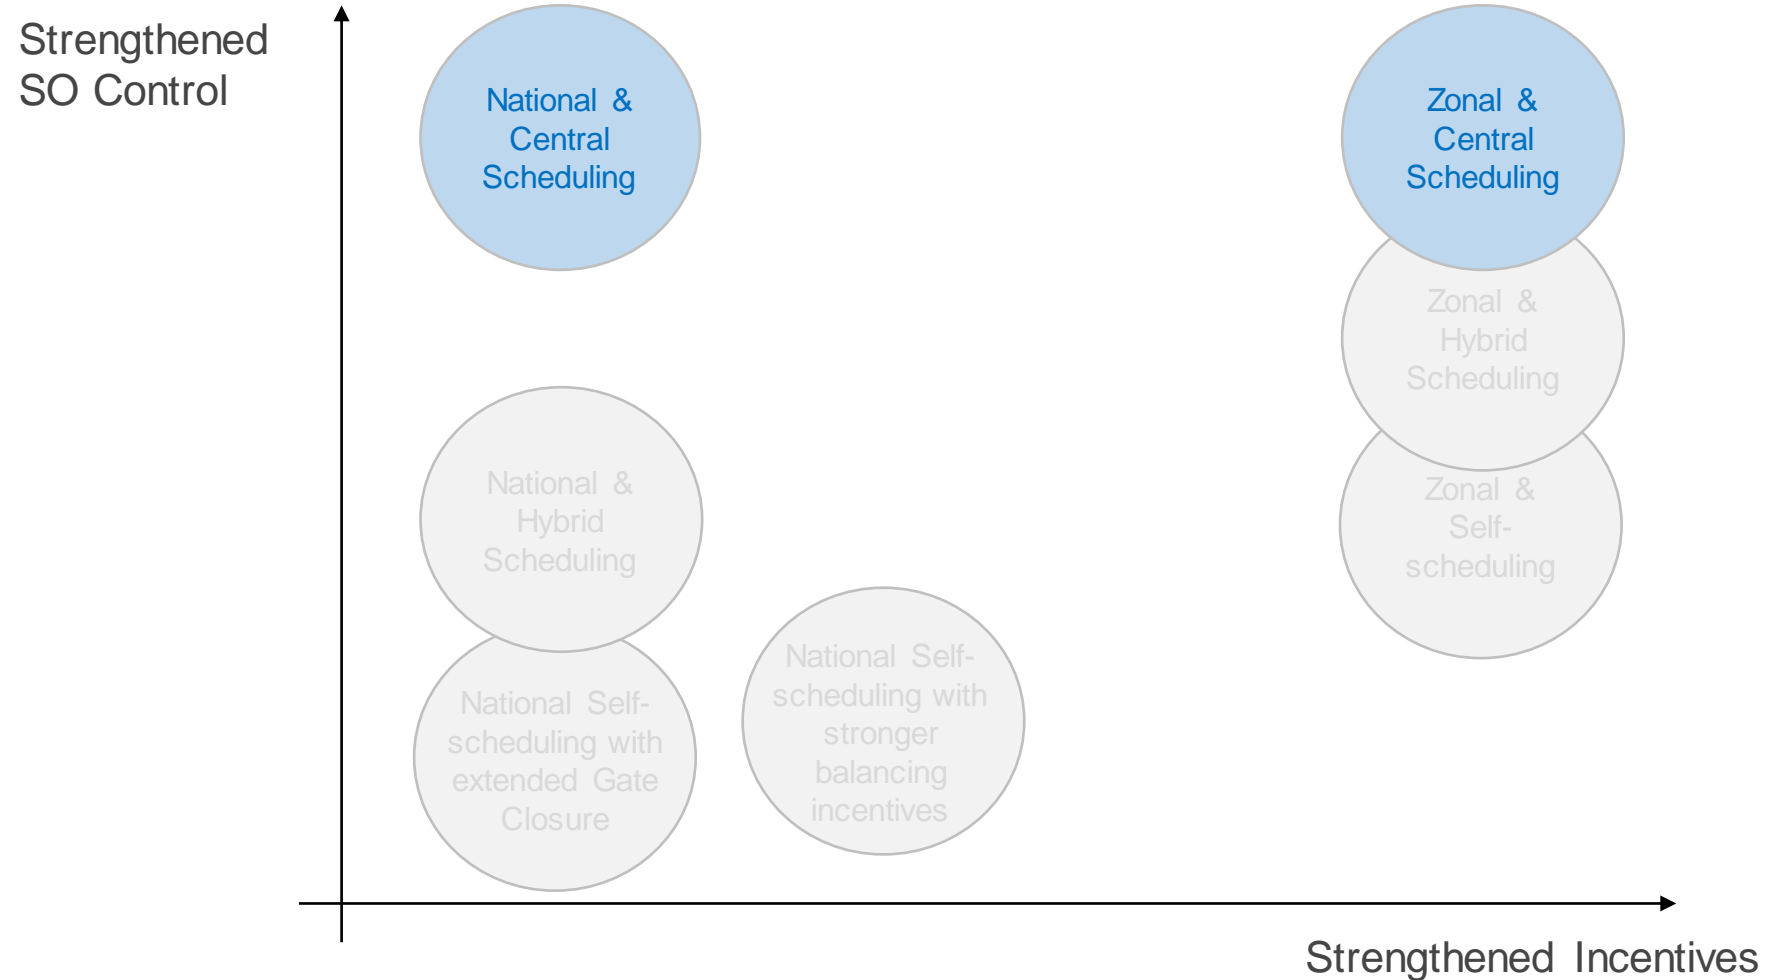 Strengthened
SO Control
National &
Central
Scheduling
Zonal &
Central
Scheduling
Zonal &
Hybrid
Scheduling
National &
Hybrid
Scheduling
Zonal &
Self-
scheduling
National Self-
scheduling with
stronger
balancing
incentives
National Self-
scheduling with
extended Gate
Closure
Strengthened Incentives